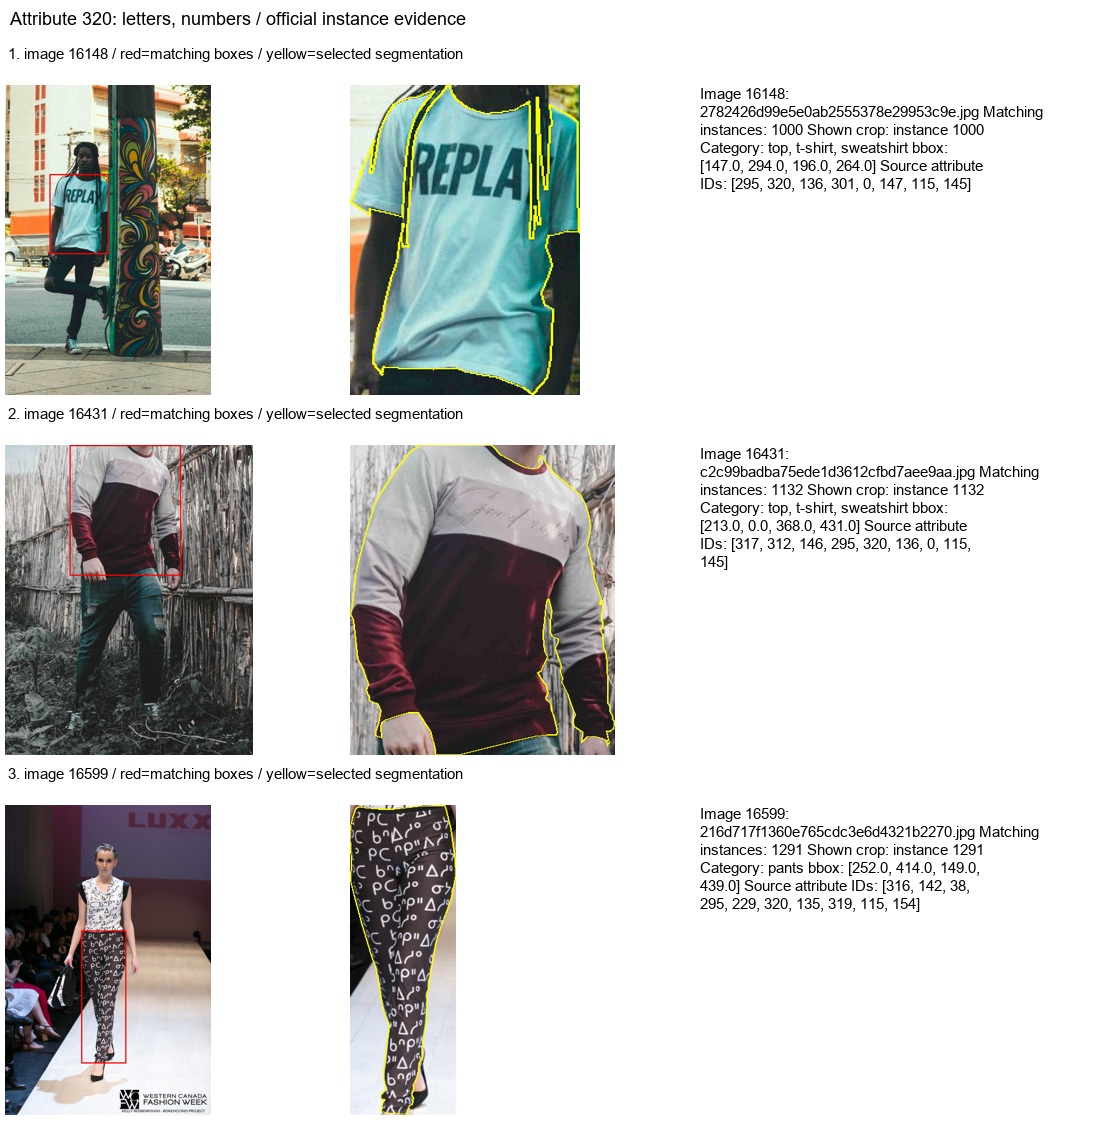 Attribute 320: letters, numbers / official instance evidence
1. image 16148 / red=matching boxes / yellow=selected segmentation
REPLAY
REPLA
Image 16148:
2782426d99e5e0ab2555378e29953c9e.jpg Matching
instances: 1000 Shown crop: instance 1000
Category: top, t-shirt, sweatshirt bbox:
[147.0, 294.0, 196.0, 264.0] Source attribute
IDs: [295, 320, 136, 301, 0, 147, 115, 145]
2. image 16431 / red=matching boxes / yellow=selected segmentation
Good
Image 16431:
c2c99badba75ede1d3612cfbd7aee9aa.jpg Matching
instances: 1132 Shown crop: instance 1132
Category: top, t-shirt, sweatshirt bbox:
[213.0, 0.0, 368.0, 431.0] Source attribute
IDs: [317, 312, 146, 295, 320, 136, 0, 115,
145]
3. image 16599 / red=matching boxes / yellow=selected segmentation
LUXX
WESTERN CANADA
FASHION WEEK
Image 16599:
216d717f1360e765cdc3e6d4321b2270.jpg Matching
instances: 1291 Shown crop: instance 1291
Category: pants bbox: [252.0, 414.0, 149.0,
439.0] Source attribute IDs: [316, 142, 38,
295, 229, 320, 135, 319, 115, 154]